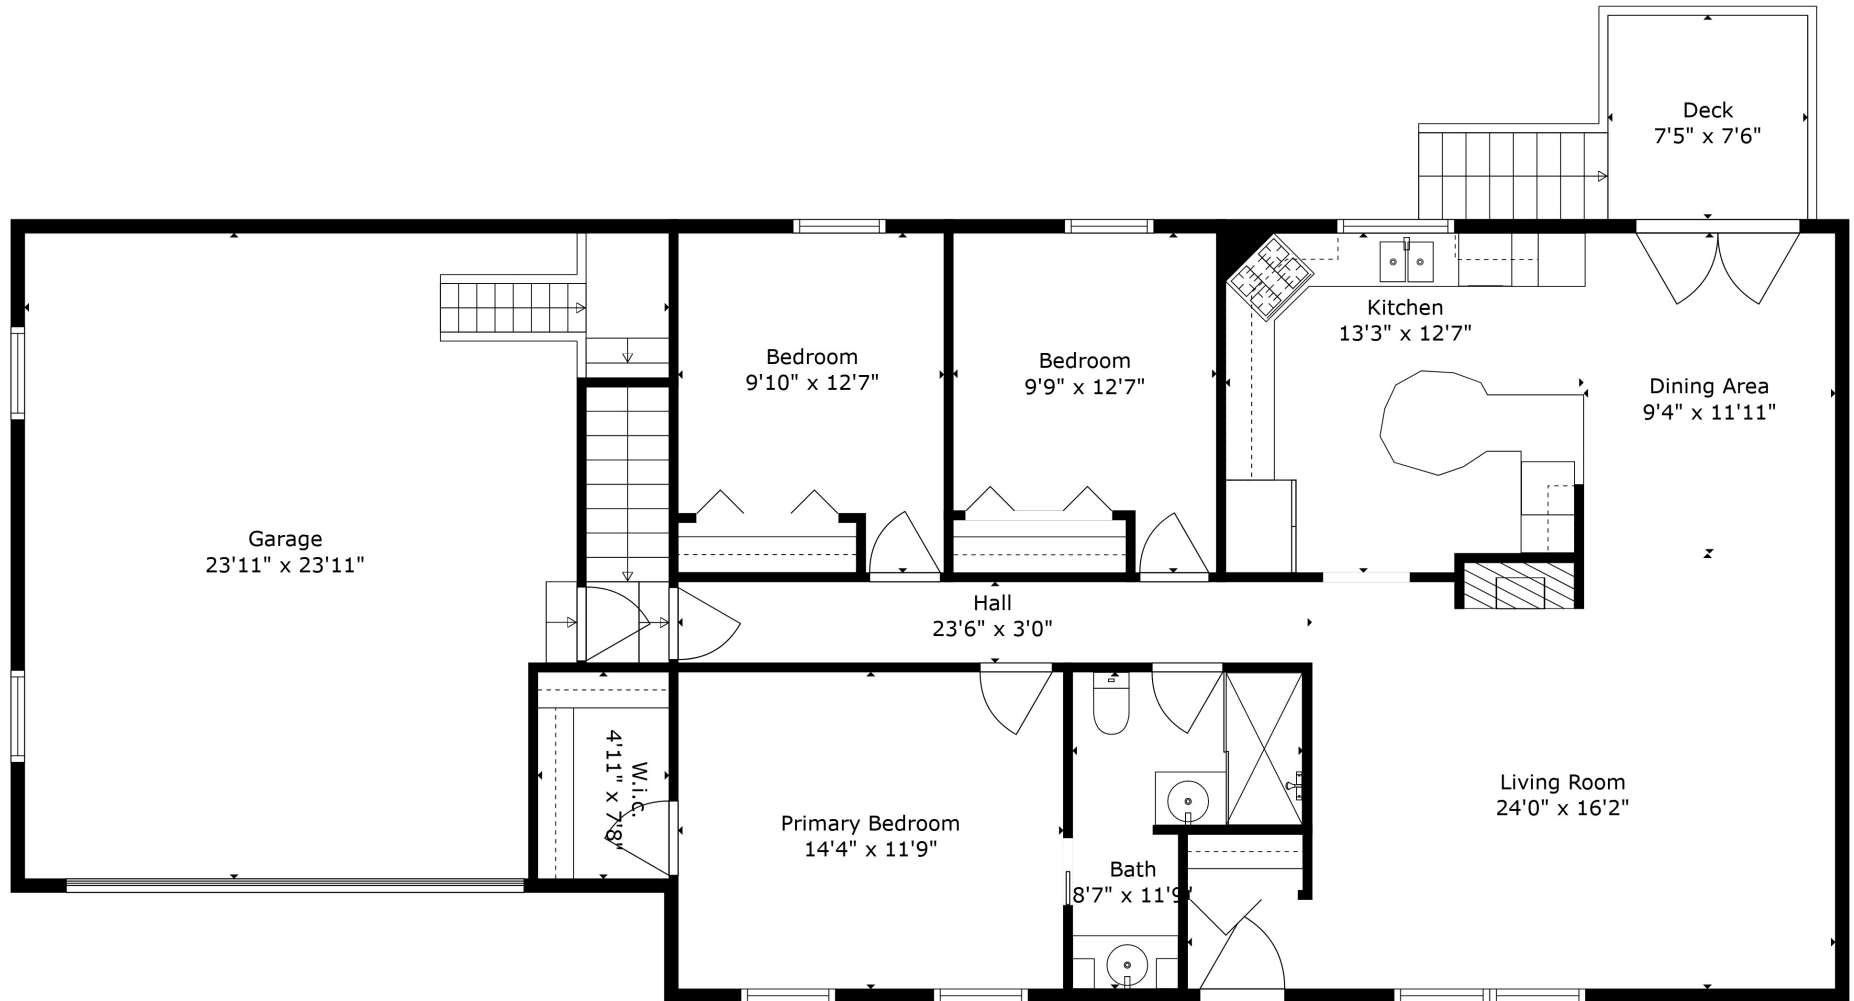 Deck
7'5" x 7'6"
Kitchen
13'3" x 12'7"
Bedroom
9'10" x 12'7"
Bedroom
9'9" x 12'7"
Dining Area
9'4" x 11'11"
Garage
23'11" x 23'11"
Hall
23'6" x 3'0"
W.i.c.
4'11" x 7'8"
Living Room
24'0" x 16'2"
Primary Bedroom
14'4" x 11'9"
Bath
8'7" x 11'9"